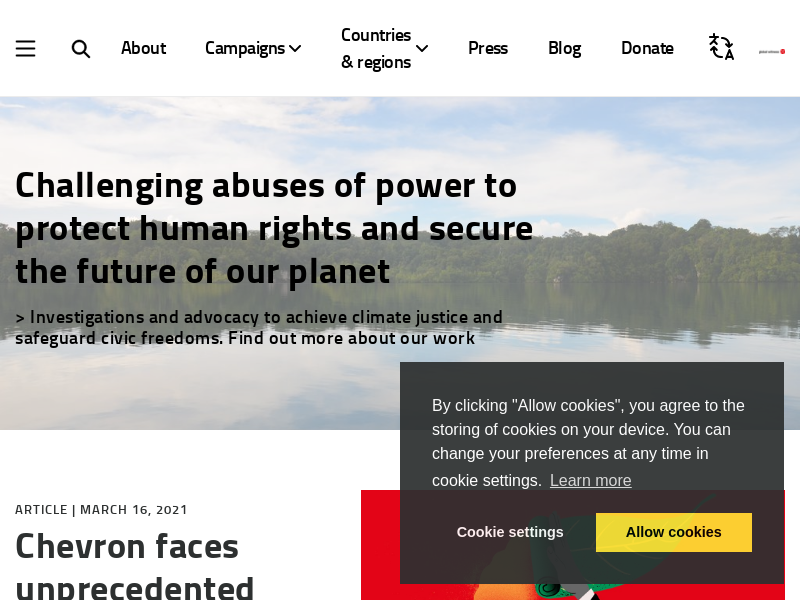 About
Campaigns
Countries
& regions
Press
Blog
Donate
Challenging abuses of power to
protect human rights and secure
the future of our planet
> Investigations and advocacy to achieve climate justice and
safeguard civic freedoms. Find out more about our work
By clicking "Allow cookies", you agree to the
storing of cookies on your device. You can
change your preferences at any time in
cookie settings. Learn more
Cookie settings
Allow cookies
ARTICLE | MARCH 16, 2021
Chevron faces
unprecedented